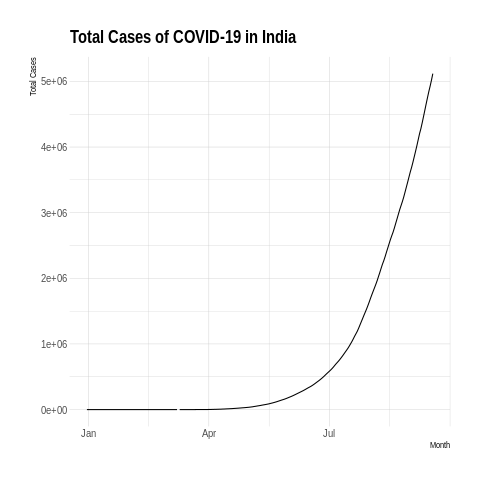 Total Cases of COVID-19 in India
Total Cases
5e+06
4e+06
3e+06
2e+06
1e+06
0e+00
Jan Apr Jul
Month